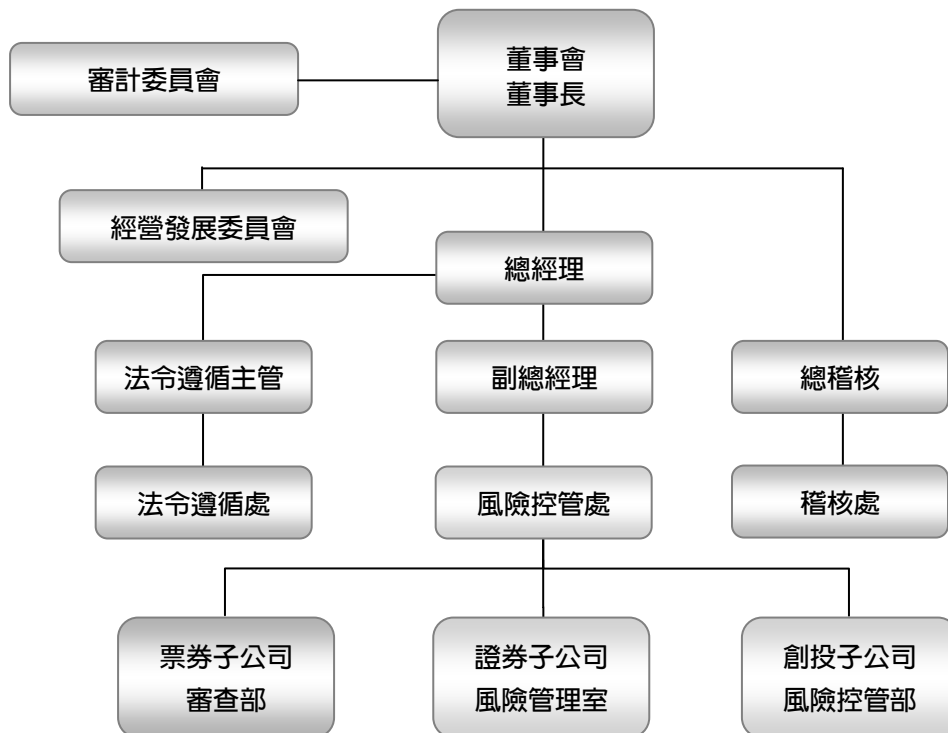 董事會
董事長
審計委員會
經營發展委員會
總經理
法令遵循主管
副總經理
總稽核
法令遵循處
風險控管處
稽核處
票券子公司
審查部
證券子公司
風險管理室
創投子公司
風險控管部